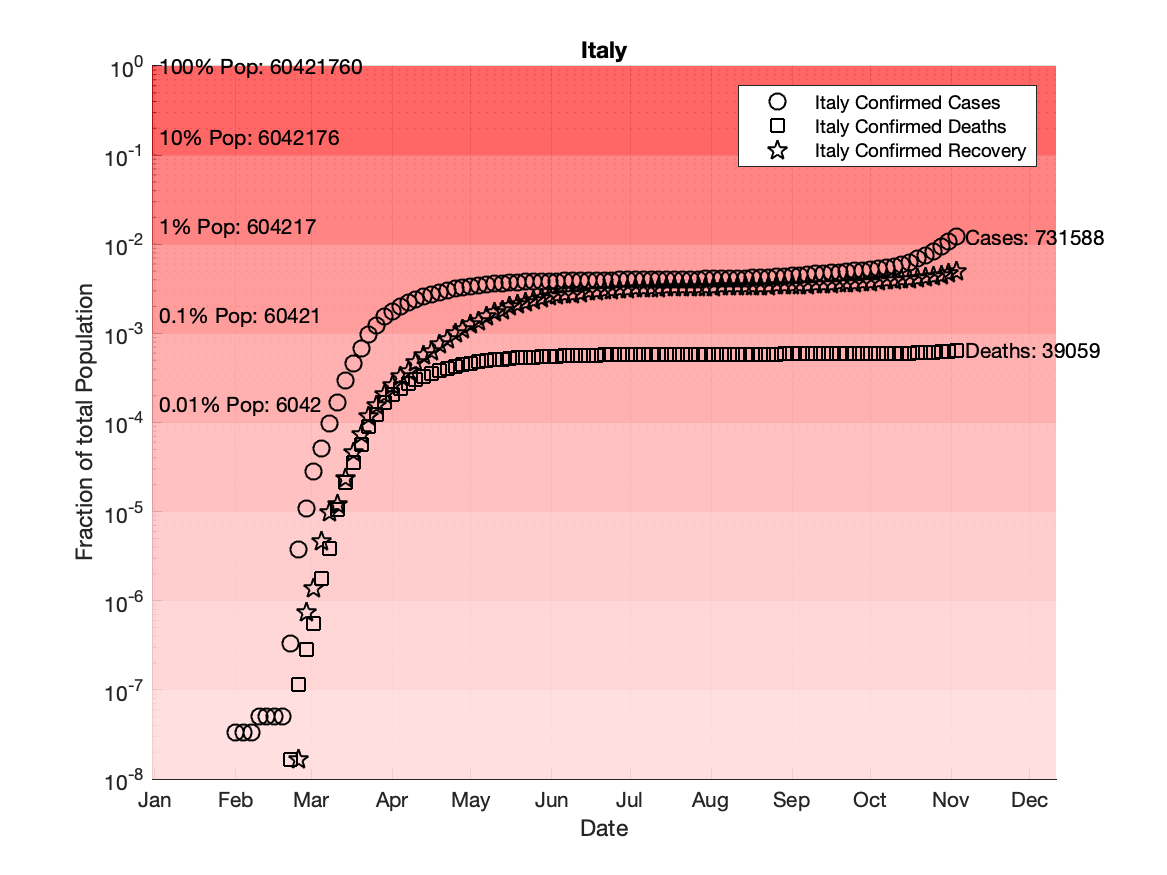 Italy
100% Pop: 60421760
10% Pop: 6042176
1% Pop: 604217
0.1% Pop: 60421
0.01% Pop: 6042
Italy Confirmed Cases
Italy Confirmed Deaths
Italy Confirmed Recovery
Cases: 731588
Deaths: 39059
Fraction of total Population
10^0
10^-1
10^-2
10^-3
10^-4
10^-5
10^-6
10^-7
10^-8
Jan Feb Mar Apr May Jun Jul Aug Sep Oct Nov Dec
Date